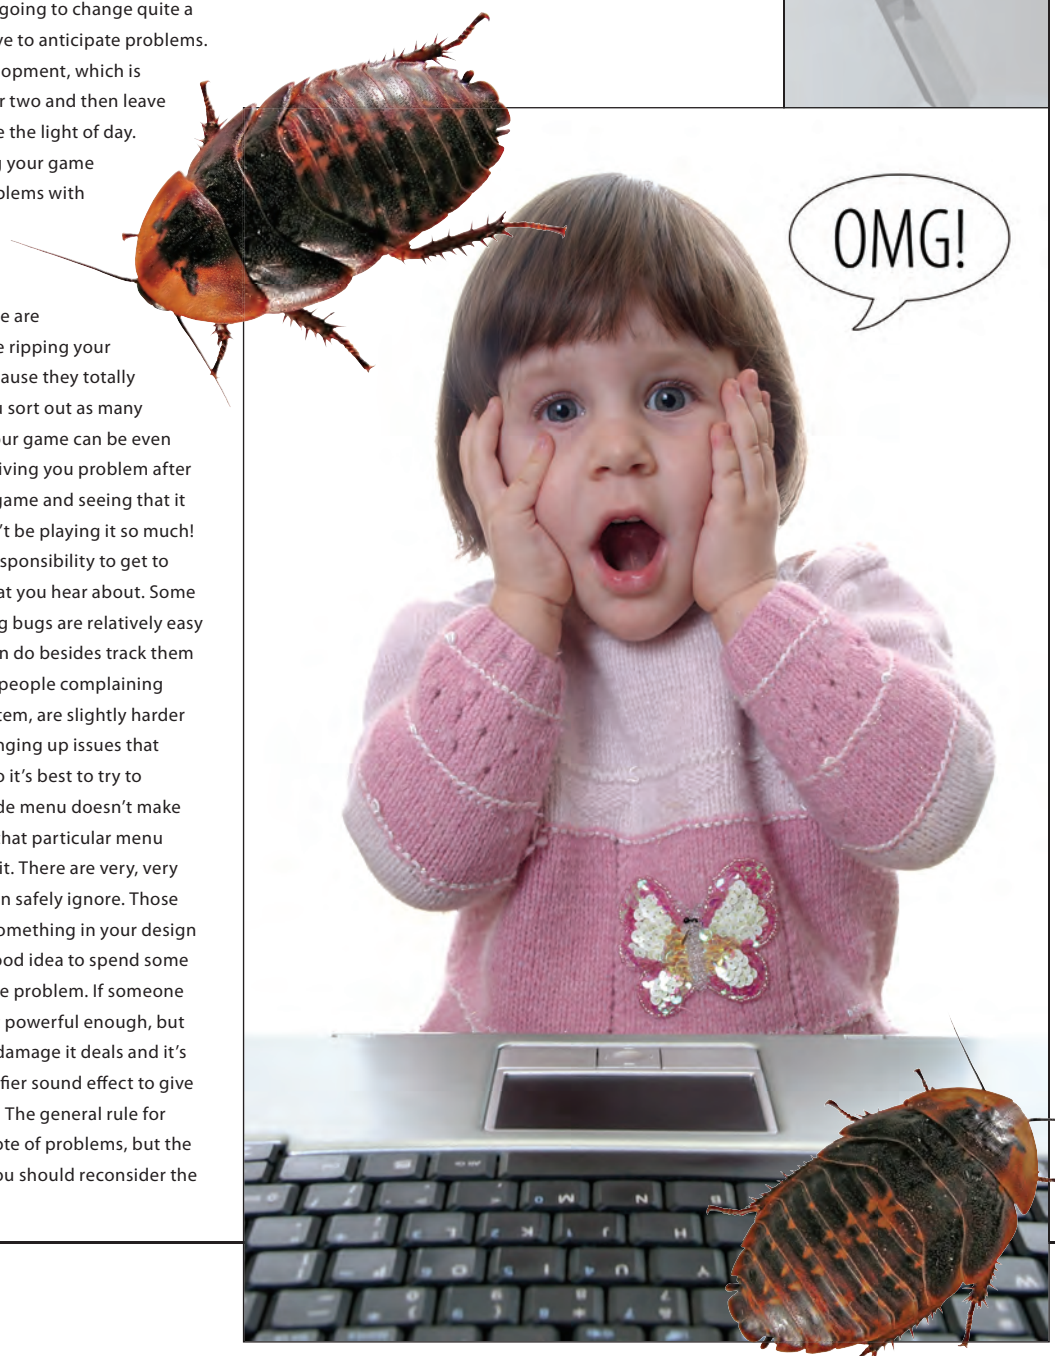 going to change quite a
ve to anticipate problems.
opment, which is
r two and then leave
e the light of day.
g your game
blems with
e are
e ripping your
ause they totally
u sort out as many
our game can be even
iving you problem after
game and seeing that it
't be playing it so much!
sponsibility to get to
at you hear about. Some
g bugs are relatively easy
n do besides track them
people complaining
tem, are slightly harder
nging up issues that
o it's best to try to
de menu doesn't make
hat particular menu
it. There are very, very
n safely ignore. Those
omething in your design
ood idea to spend some
e problem. If someone
powerful enough, but
damage it deals and it's
fier sound effect to give
The general rule for
ote of problems, but the
ou should reconsider the
OMG!
M N B
L K J H
P O I U Y